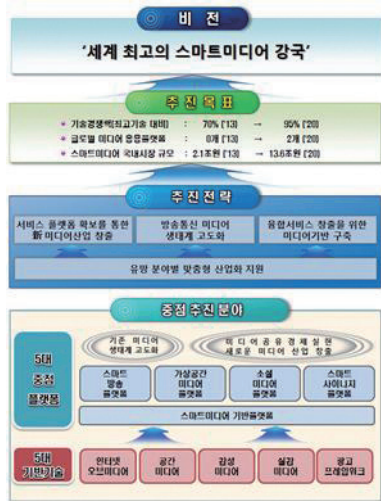 비 전
'세계 최고의 스마트미디어 강국'
추 진 목 표
기술경쟁력(최고기술 대비) : 70% ('13) → 95% ('20)
글로벌 미디어 응용플랫폼 : 0개 ('13) → 2개 ('20)
스마트미디어 국내시장 규모 : 2.1조원 ('13) → 13.6조원 ('20)
추 진 전 략
서비스 플랫폼 확보를 통한
新 미디어산업 창출
방송통신 미디어
생태계 고도화
융합서비스 창출을 위한
미디어기반 구축
유망 분야별 맞춤형 산업화 지원
중점 추진 분야
5대
중점
플랫폼
기존 미디어
생태계 고도화
미디어공유경제실현
새로운 미디어 산업 창출
스마트
방송
플랫폼
가상공간
미디어
플랫폼
소셜
미디어
플랫폼
스마트
사이니지
플랫폼
스마트미디어 기반플랫폼
5대
기반기술
인터넷
오브미디어
공간
미디어
감성
미디어
실감
미디어
광고
프레임워크